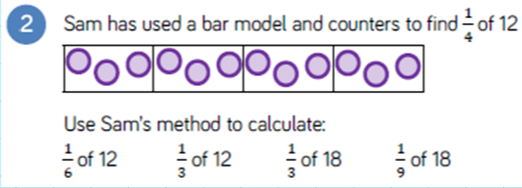 2 Sam has used a bar model and counters to find 1/4 of 12
Use Sam's method to calculate:
1/6 of 12 1/3 of 12 1/3 of 18 1/9 of 18